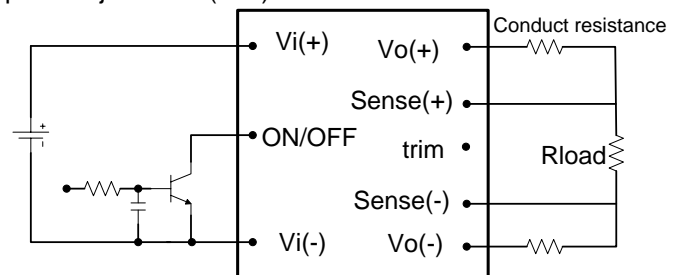 Conduct resistance
Vi(+)
Vo(+)
Sense(+)
ON/OFF
trim
Rload
Sense(-)
Vi(-)
Vo(-)
+
-